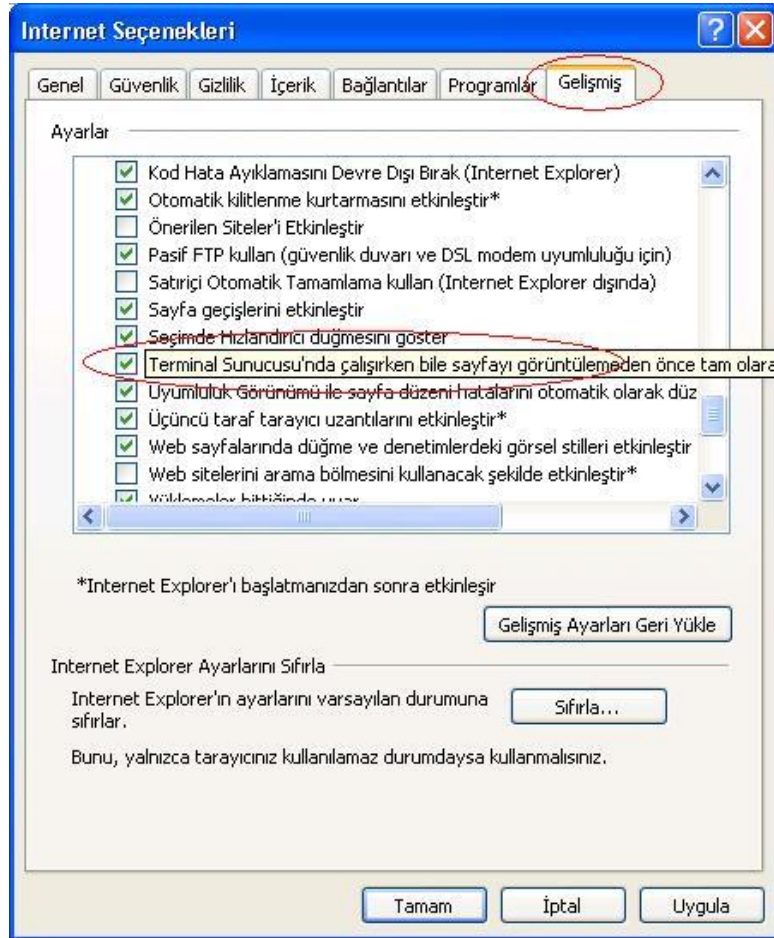 Internet Seçenekleri
Genel Güvenlik Gizlilik İçerik Bağlantılar Programlar Gelişmiş
Ayarlar
Kod Hata Ayıklamasını Devre Dışı Bırak (Internet Explorer)
Otomatik kilitlenme kurtarmasını etkinleştir*
Önerilen Siteler'i Etkinleştir
Pasif FTP kullan (güvenlik duvarı ve DSL modem uyumluluğu için)
Satıriçi Otomatik Tamamlama kullan (Internet Explorer dışında)
Sayfa geçişlerini etkinleştir
Seçimde Hızlandırıcı düğmesini göster
Terminal Sunucusu'nda çalışırken bile sayfayı görüntülemeden önce tam olara
Uyumluluk Görünümü ile sayfa düzeni hatalarını otomatik olarak düz
Üçüncü taraf tarayıcı uzantılarını etkinleştir*
Web sayfalarında düğme ve denetimlerdeki görsel stilleri etkinleştir
Web sitelerini arama bölmesini kullanacak şekilde etkinleştir*
Yüklemeler bittiğinde uyar
*Internet Explorer'ı başlatmanızdan sonra etkinleşir
Gelişmiş Ayarları Geri Yükle
Internet Explorer Ayarlarını Sıfırla
Internet Explorer'ın ayarlarını varsayılan durumuna
sıfırlar.
Sıfırla...
Bunu, yalnızca tarayıcınız kullanılamaz durumdaysa kullanmalısınız.
Tamam İptal Uygula